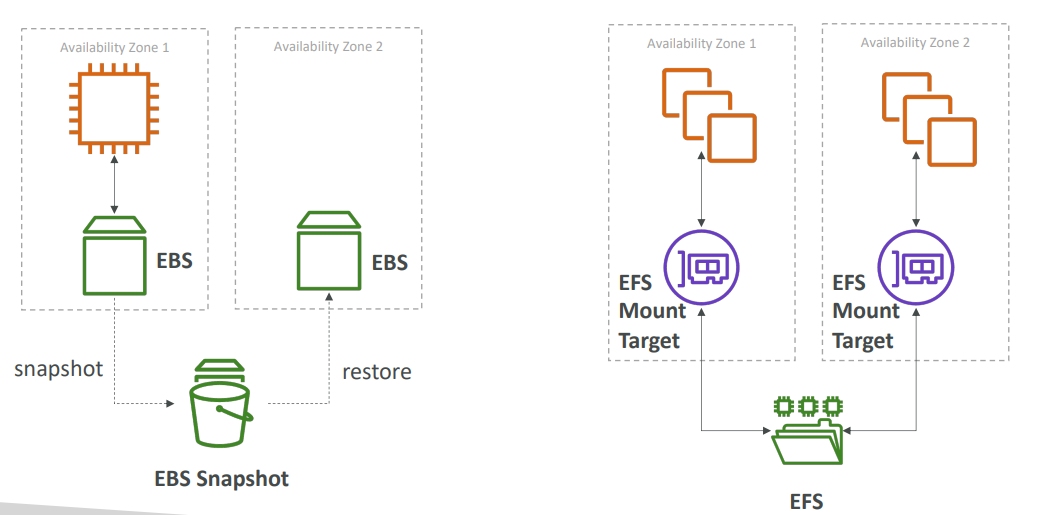 Availability Zone 1
Availability Zone 2
EBS
EBS
snapshot
restore
EBS Snapshot
Availability Zone 1
Availability Zone 2
EFS
Mount
Target
EFS
Mount
Target
EFS